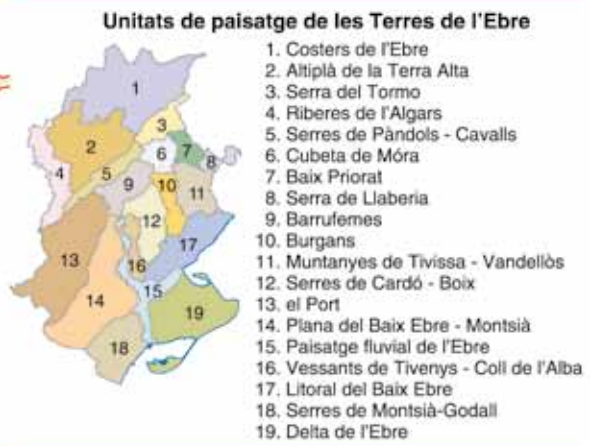 Unitats de paisatge de les Terres de l'Ebre
1. Costers de l'Ebre
2. Altiplà de la Terra Alta
3. Serra del Tormo
4. Riberes de l'Algars
5. Serres de Pàndols - Cavalls
6. Cubeta de Móra
7. Baix Priorat
8. Serra de Llaberia
9. Barrufemes
10. Burgans
11. Muntanyes de Tivissa - Vandellòs
12. Serres de Cardó - Boix
13. el Port
14. Plana del Baix Ebre - Montsià
15. Paisatge fluvial de l'Ebre
16. Vessants de Tivenys - Coll de l'Alba
17. Litoral del Baix Ebre
18. Serres de Montsià-Godall
19. Delta de l'Ebre
1
3
2
6
7
8
4
5
9
10
11
12
17
13
16
15
14
19
18